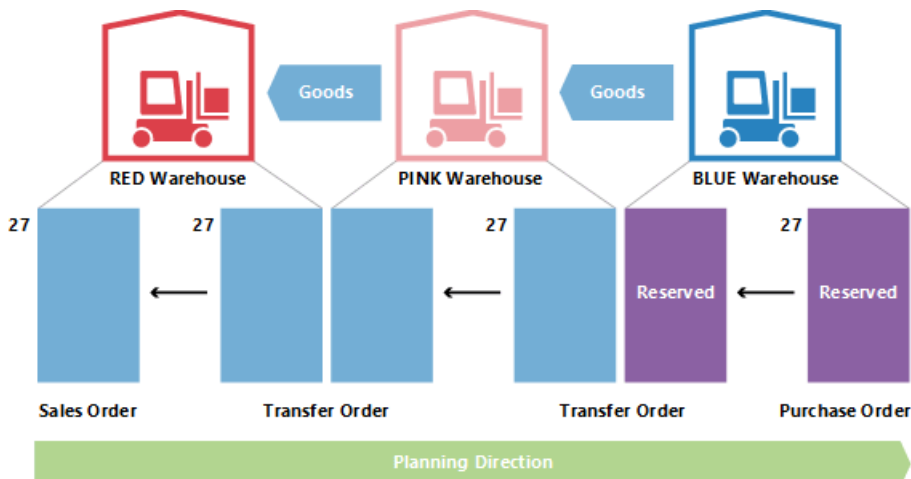 Goods
Goods
RED Warehouse
PINK Warehouse
BLUE Warehouse
27
27
27
27
Reserved
Reserved
Sales Order
Transfer Order
Transfer Order
Purchase Order
Planning Direction